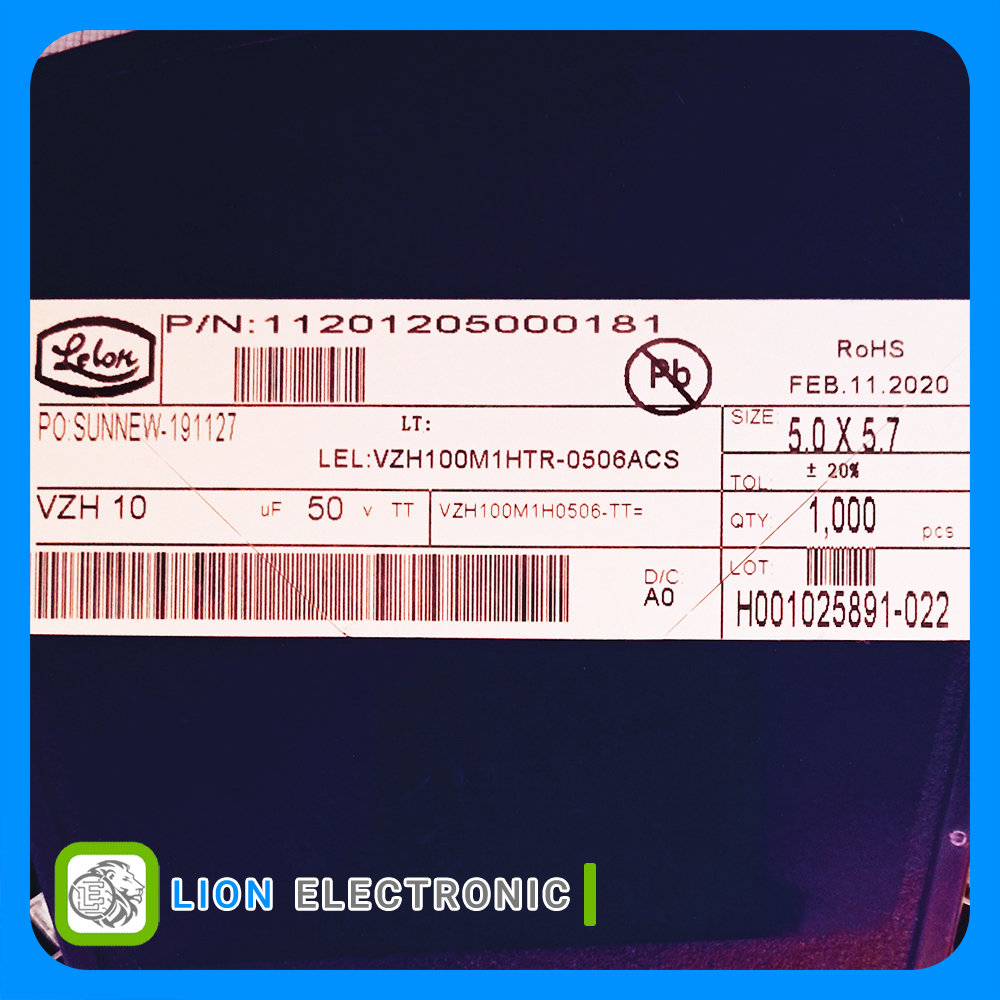 Lelon
P/N:11201205000181
Pb
RoHS
FEB.11.2020
PO:SUNNEW-191127
LT:
LEL:VZH100M1HTR-0506ACS
SIZE:
5.0 X 5.7
TOL:
± 20%
VZH 10 uF 50 v TT
VZH100M1H0506-TT=
QTY:
1,000 pcs
D/C:
A0
LOT:
H001025891-022
LE
LION ELECTRONIC